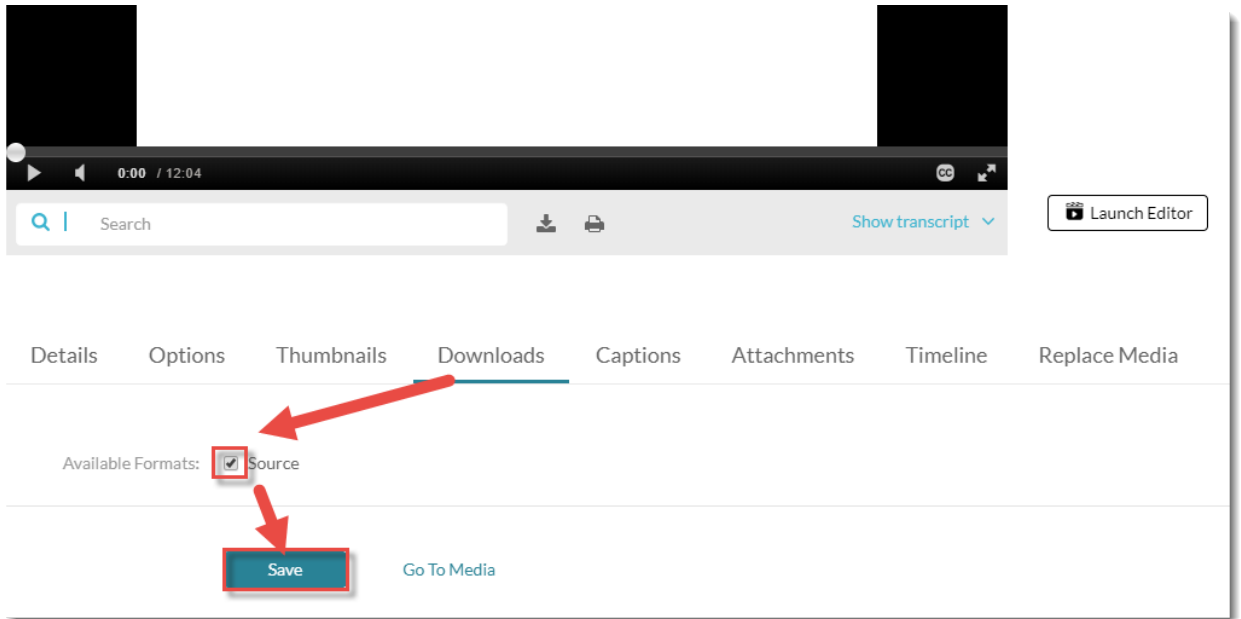 0:00 / 12:04 CC
Search Show transcript Launch Editor
Details Options Thumbnails Downloads Captions Attachments Timeline Replace Media
Available Formats: Source
Save Go To Media